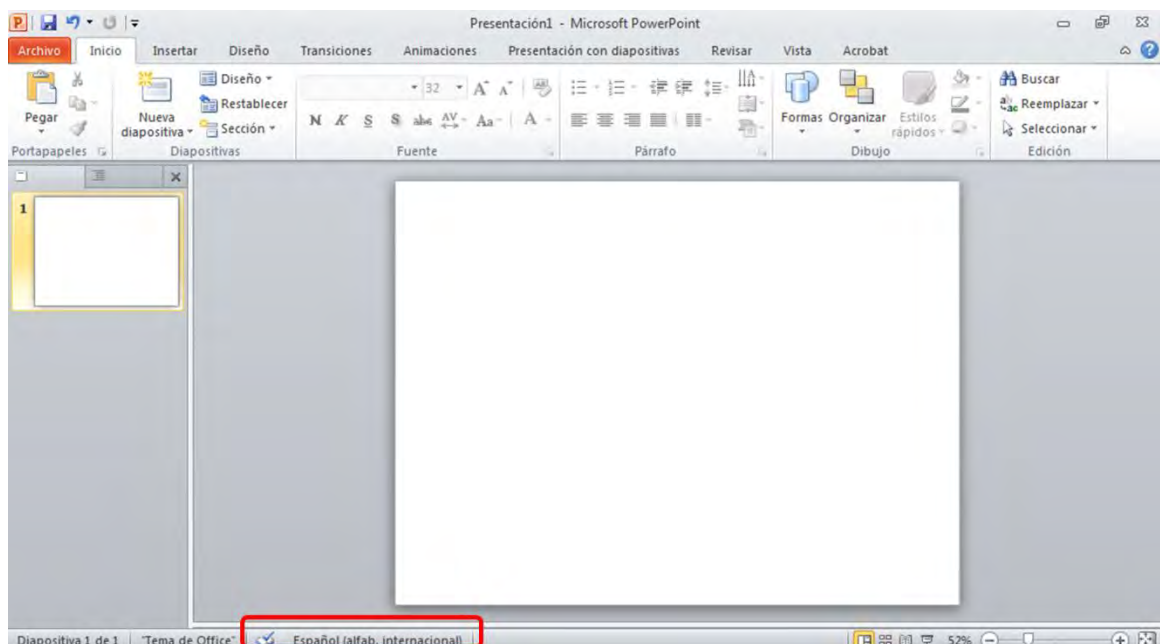 Presentación1 - Microsoft PowerPoint
Archivo Inicio Insertar Diseño Transiciones Animaciones Presentación con diapositivas Revisar Vista Acrobat
Pegar
Portapapeles
Nueva diapositiva
Diseño
Restablecer
Sección
Diapositivas
32
N K S S abc AV Aa A
Fuente
Párrafo
Formas Organizar Estilos rápidos
Dibujo
Buscar
Reemplazar
Seleccionar
Edición
1
Diapositiva 1 de 1 "Tema de Office" Español (alfab. internacional) 52%